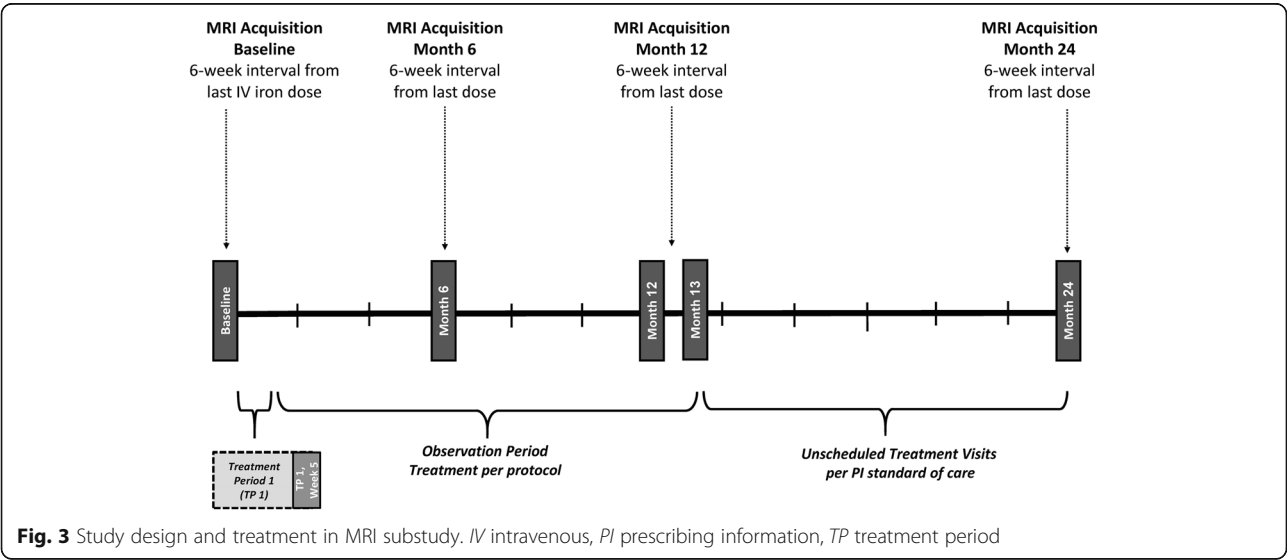 MRI Acquisition
Baseline
6-week interval from
last IV iron dose
MRI Acquisition
Month 6
6-week interval
from last dose
MRI Acquisition
Month 12
6-week interval
from last dose
MRI Acquisition
Month 24
6-week interval
from last dose
Baseline
Month 6
Month 12
Month 13
Month 24
Treatment
Period 1
(TP 1)
TP 1,
Week 5
Observation Period
Treatment per protocol
Unscheduled Treatment Visits
per PI standard of care
Fig. 3 Study design and treatment in MRI substudy. IV intravenous, PI prescribing information, TP treatment period